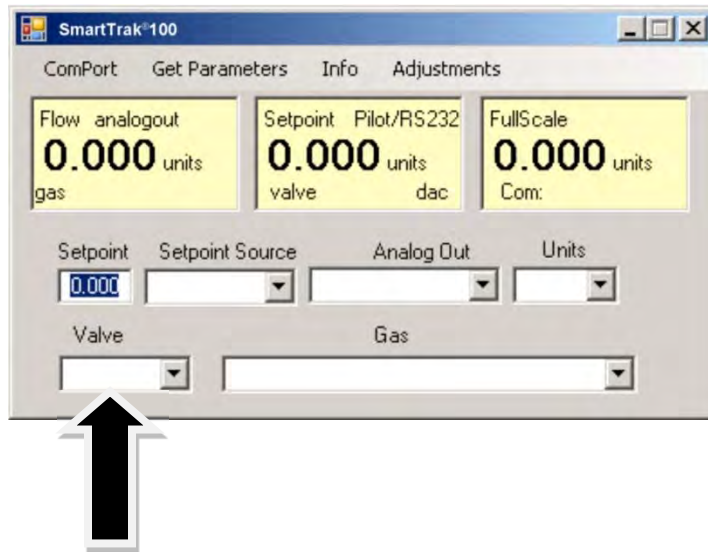 SmartTrak®100
ComPort Get Parameters Info Adjustments
Flow analogout
0.000 units
gas
Setpoint Pilot/RS232
0.000 units
valve dac
FullScale
0.000 units
Com:
Setpoint Setpoint Source Analog Out Units
0.000
Valve Gas